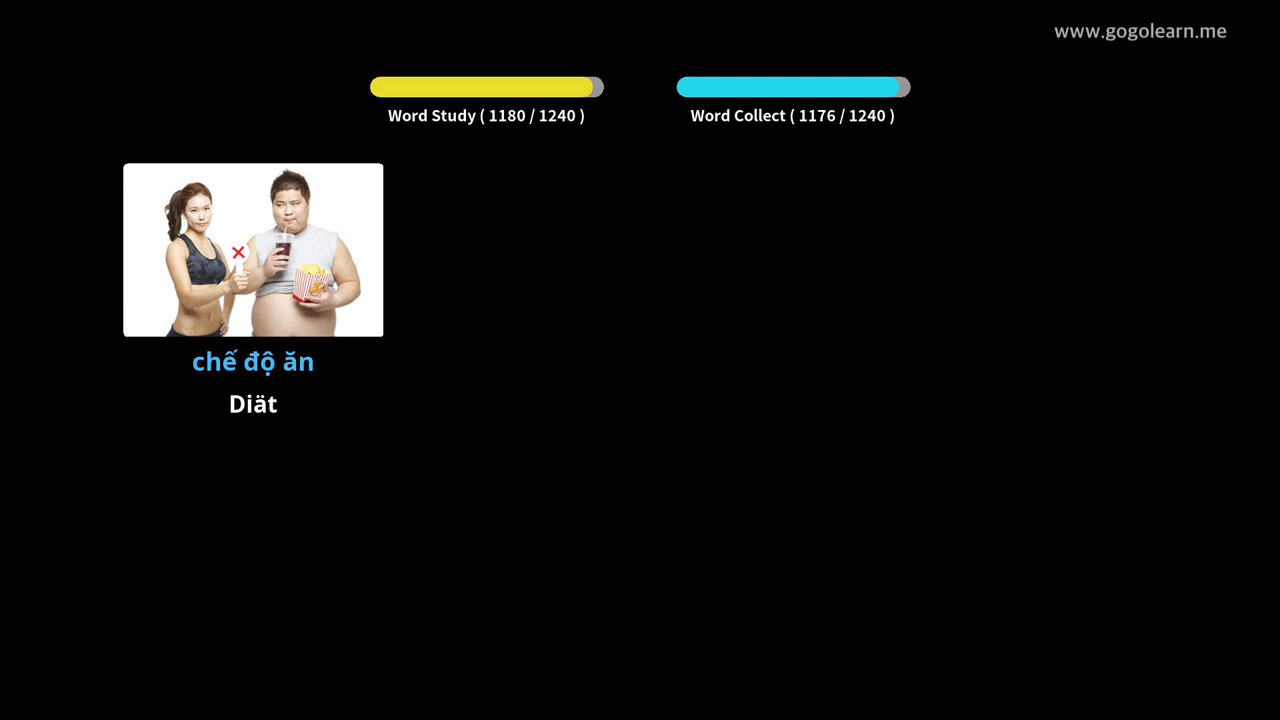 www.gogolearn.me
Word Study ( 1180 / 1240 )
Word Collect ( 1176 / 1240 )
chế độ ăn
Diät